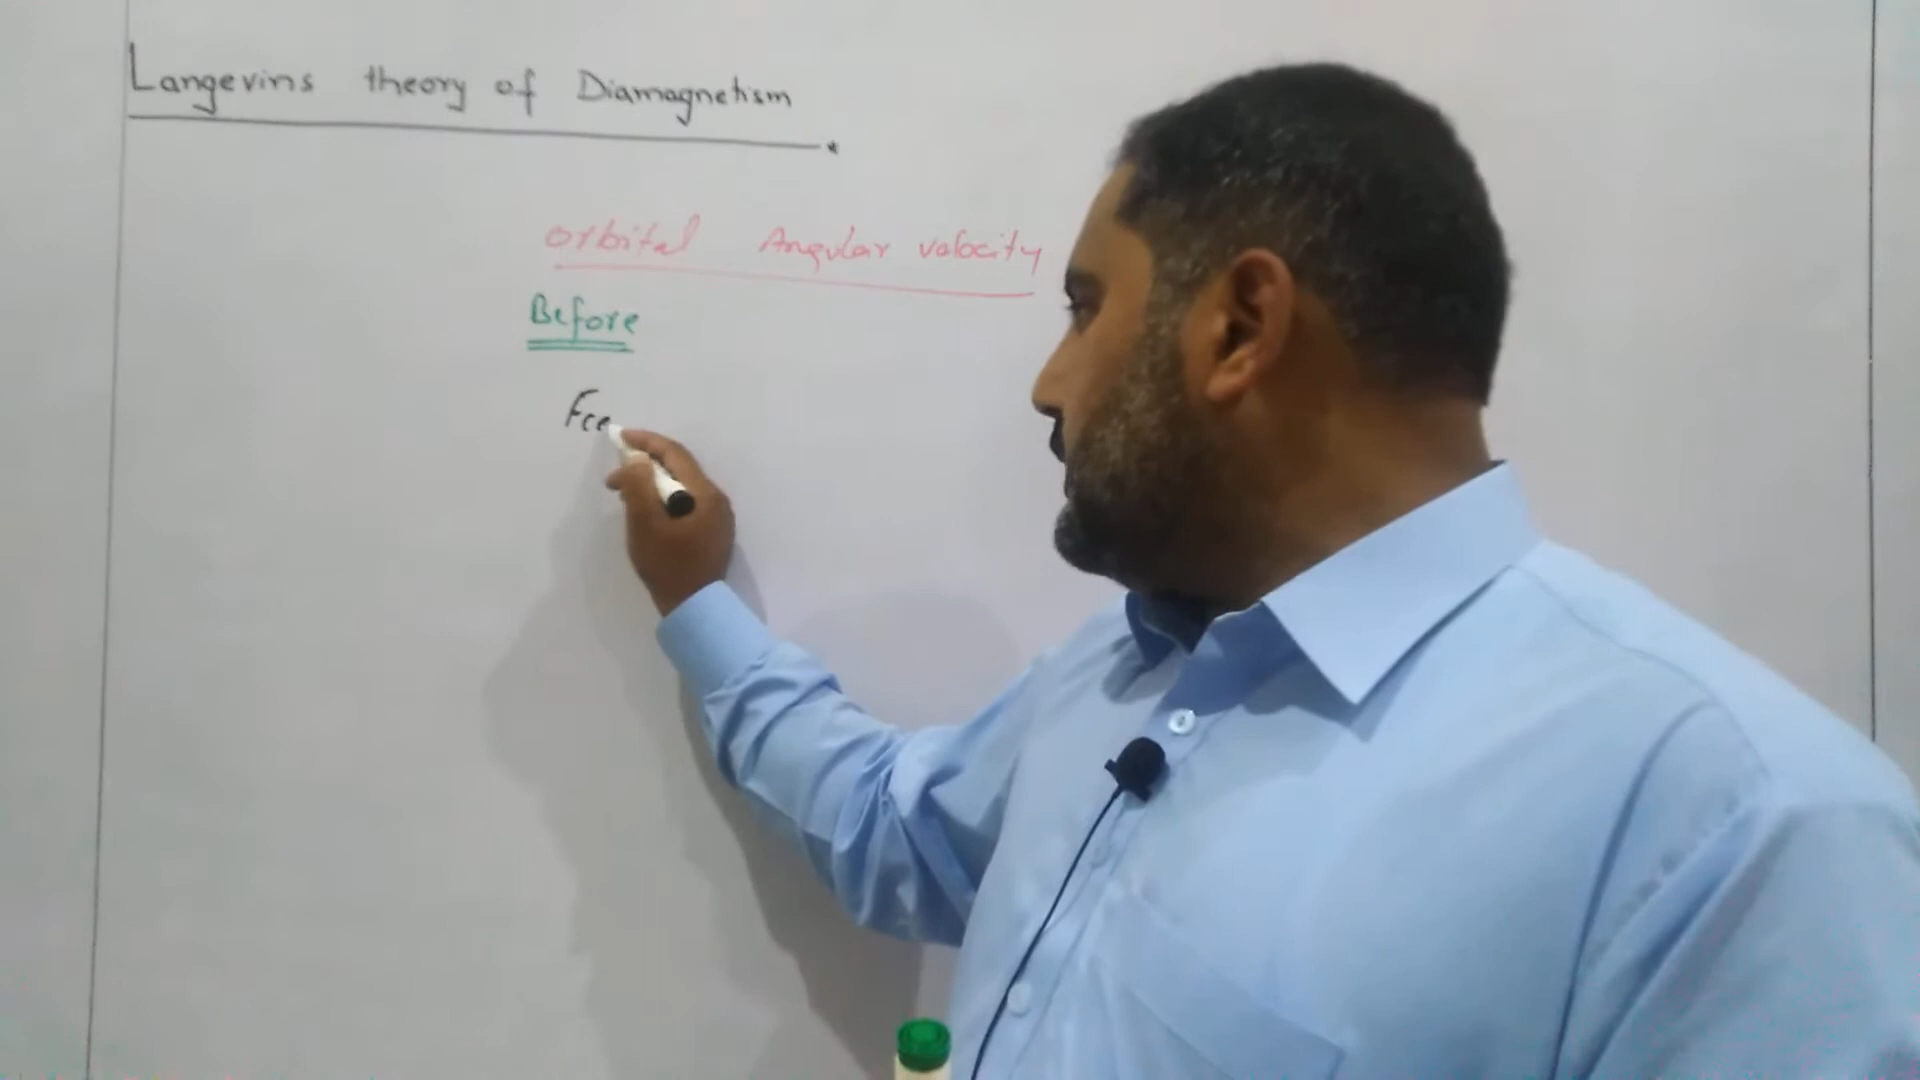 Langevins theory of Diamagnetism
Orbital Angular velocity
Before
Fce